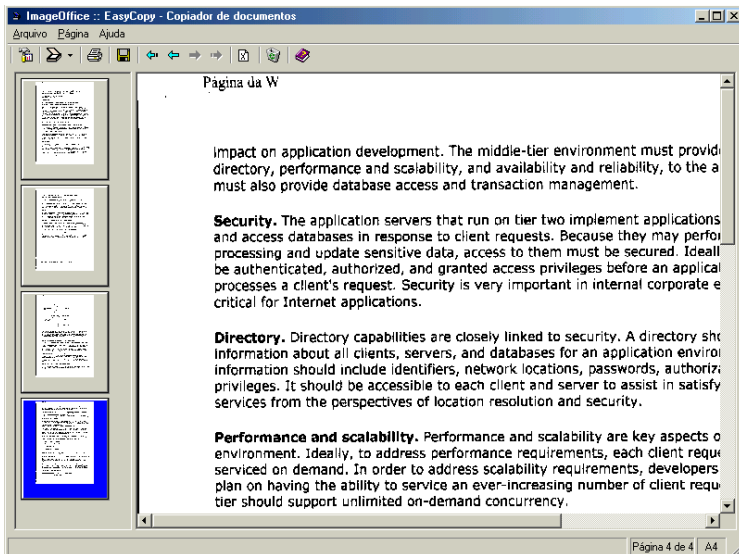 ImageOffice :: EasyCopy - Copiador de documentos
Arquivo Página Ajuda
Página da W
impact on application development. The middle-tier environment must provid
directory, performance and scalability, and availability and reliability, to the a
must also provide database access and transaction management.
Security. The application servers that run on tier two implement applications
and access databases in response to client requests. Because they may perfor
processing and update sensitive data, access to them must be secured. Ideall
be authenticated, authorized, and granted access privileges before an applicat
processes a client's request. Security is very important in internal corporate e
critical for Internet applications.
Directory. Directory capabilities are closely linked to security. A directory sho
information about all clients, servers, and databases for an application enviro
information should include identifiers, network locations, passwords, authoriza
privileges. It should be accessible to each client and server to assist in satisfy
services from the perspectives of location resolution and security.
Performance and scalability. Performance and scalability are key aspects o
environment. Ideally, to address performance requirements, each client reque
serviced on demand. In order to address scalability requirements, developers
plan on having the ability to service an ever-increasing number of client reque
tier should support unlimited on-demand concurrency.
Página 4 de 4 A4